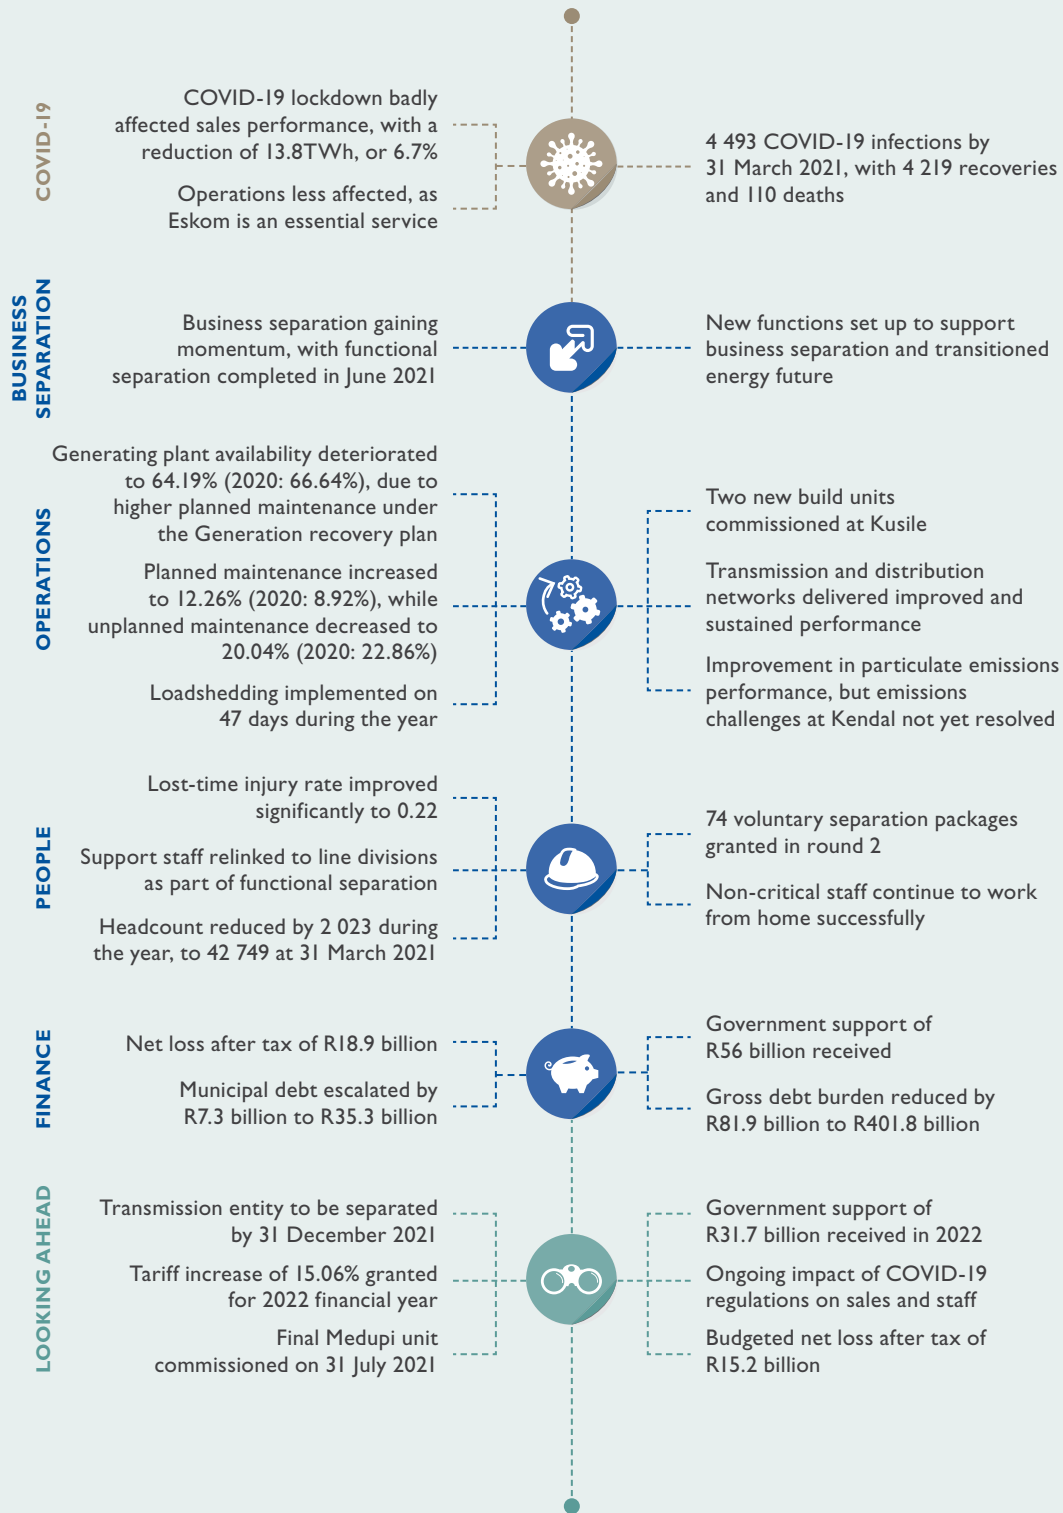 COVID-19
COVID-19 lockdown badly
affected sales performance, with a
reduction of 13.8TWh, or 6.7%
Operations less affected, as
Eskom is an essential service
4 493 COVID-19 infections by
31 March 2021, with 4 219 recoveries
and 110 deaths
BUSINESS
SEPARATION
Business separation gaining
momentum, with functional
separation completed in June 2021
New functions set up to support
business separation and transitioned
energy future
OPERATIONS
Generating plant availability deteriorated
to 64.19% (2020: 66.64%), due to
higher planned maintenance under
the Generation recovery plan
Planned maintenance increased
to 12.26% (2020: 8.92%), while
unplanned maintenance decreased to
20.04% (2020: 22.86%)
Loadshedding implemented on
47 days during the year
Two new build units
commissioned at Kusile
Transmission and distribution
networks delivered improved and
sustained performance
Improvement in particulate emissions
performance, but emissions
challenges at Kendal not yet resolved
PEOPLE
Lost-time injury rate improved
significantly to 0.22
Support staff relinked to line divisions
as part of functional separation
Headcount reduced by 2 023 during
the year, to 42 749 at 31 March 2021
74 voluntary separation packages
granted in round 2
Non-critical staff continue to work
from home successfully
FINANCE
Net loss after tax of R18.9 billion
Municipal debt escalated by
R7.3 billion to R35.3 billion
Government support of
R56 billion received
Gross debt burden reduced by
R81.9 billion to R401.8 billion
LOOKING AHEAD
Transmission entity to be separated
by 31 December 2021
Tariff increase of 15.06% granted
for 2022 financial year
Final Medupi unit
commissioned on 31 July 2021
Government support of
R31.7 billion received in 2022
Ongoing impact of COVID-19
regulations on sales and staff
Budgeted net loss after tax of
R15.2 billion